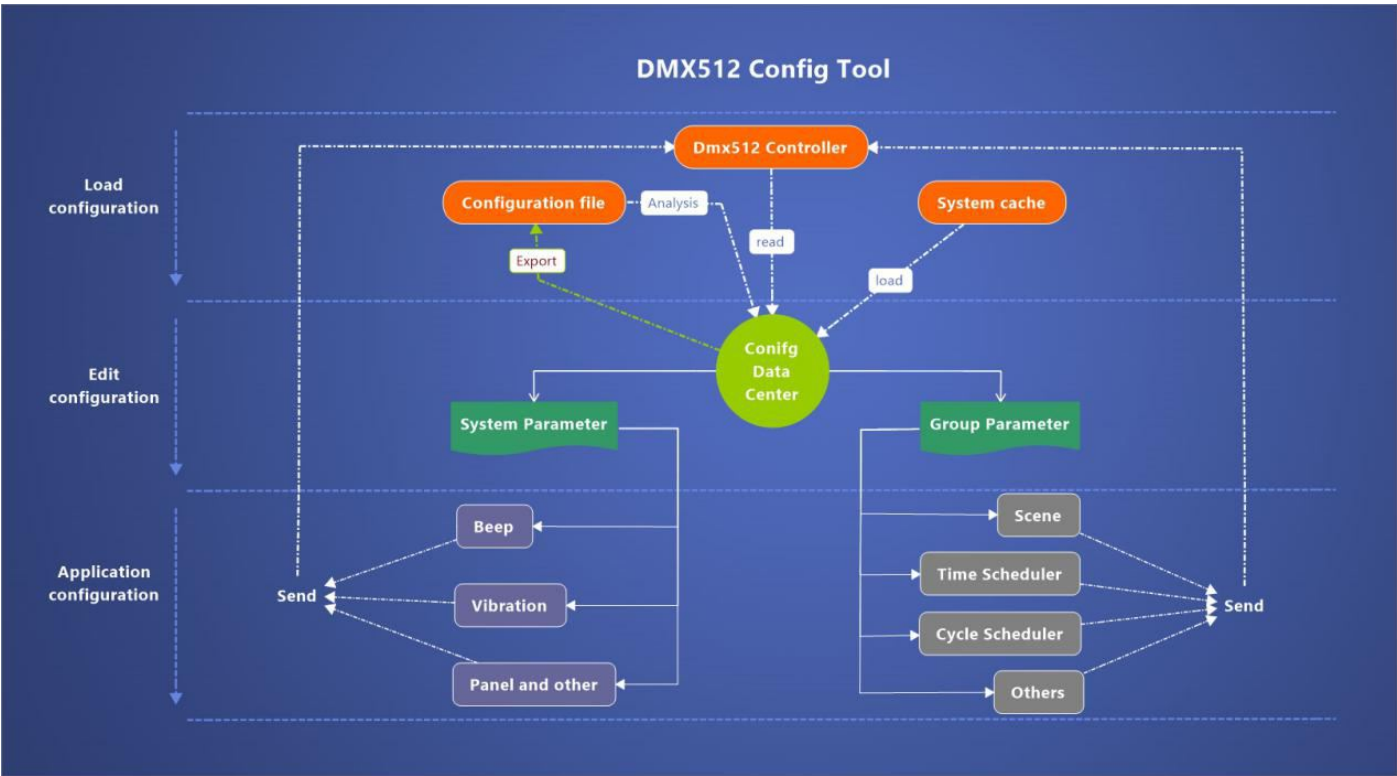 DMX512 Config Tool
Load
configuration
Dmx512 Controller
Configuration file
Analysis
System cache
read
Export
load
Edit
configuration
Conifg
Data
Center
System Parameter
Group Parameter
Application
configuration
Send
Beep
Vibration
Panel and other
Scene
Time Scheduler
Cycle Scheduler
Others
Send